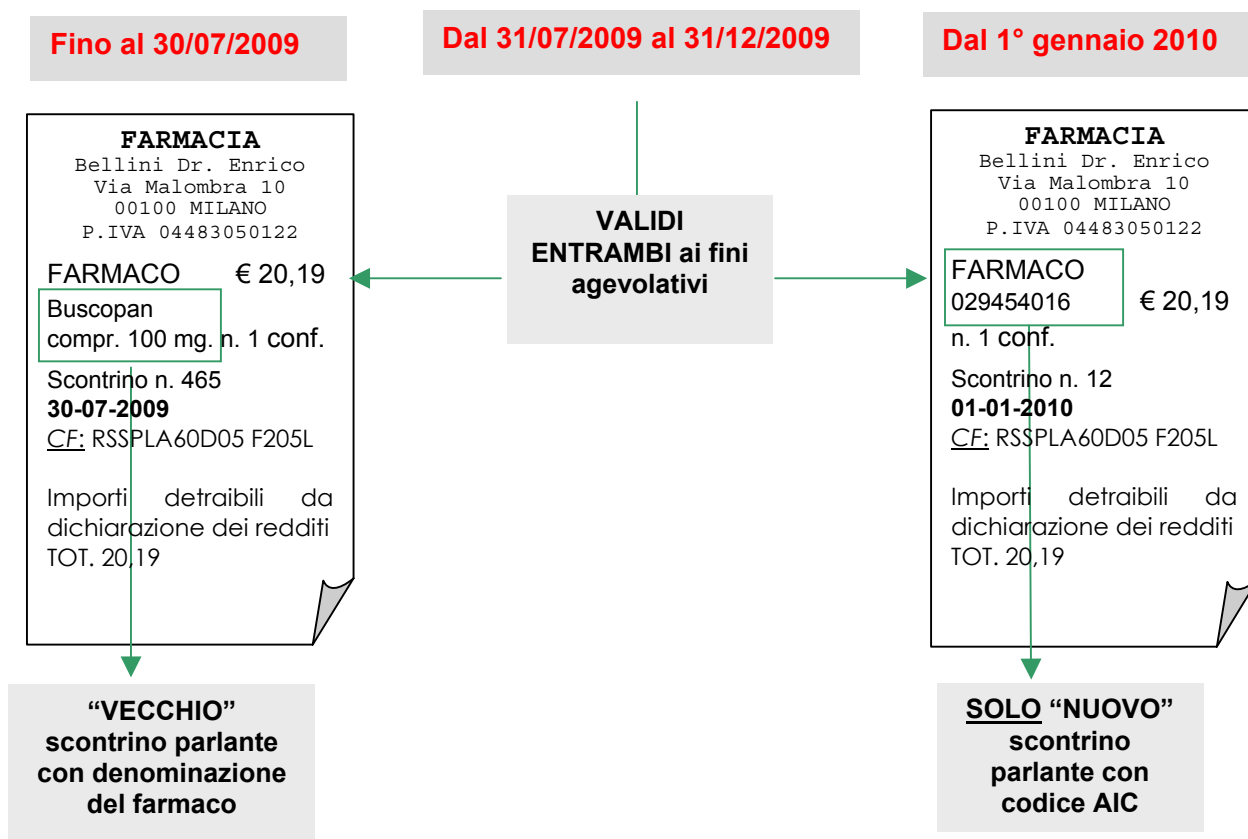 Fino al 30/07/2009
Dal 31/07/2009 al 31/12/2009
Dal 1° gennaio 2010
FARMACIA
Bellini Dr. Enrico
Via Malombra 10
00100 MILANO
P.IVA 04483050122
FARMACO € 20,19
Buscopan
compr. 100 mg. n. 1 conf.
Scontrino n. 465
30-07-2009
CF: RSSPLA60D05 F205L
Importi detraibili da
dichiarazione dei redditi
TOT. 20,19
"VECCHIO"
scontrino parlante
con denominazione
del farmaco
VALIDI
ENTRAMBI ai fini
agevolativi
FARMACIA
Bellini Dr. Enrico
Via Malombra 10
00100 MILANO
P.IVA 04483050122
FARMACO
029454016 € 20,19
n. 1 conf.
Scontrino n. 12
01-01-2010
CF: RSSPLA60D05 F205L
Importi detraibili da
dichiarazione dei redditi
TOT. 20,19
SOLO "NUOVO"
scontrino
parlante con
codice AIC